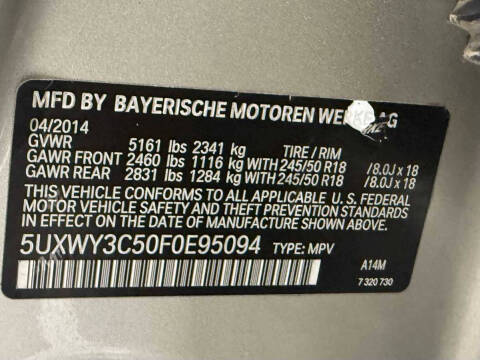 MFD BY BAYERISCHE MOTOREN WERKE AG
04/2014
GVWR 5161 lbs 2341 kg TIRE / RIM
GAWR FRONT 2460 lbs 1116 kg WITH 245/50 R18 /8.0J x 18
GAWR REAR 2831 lbs 1284 kg WITH 245/50 R18 /8.0J x 18
THIS VEHICLE CONFORMS TO ALL APPLICABLE U. S. FEDERAL
MOTOR VEHICLE SAFETY AND THEFT PREVENTION STANDARDS
IN EFFECT ON THE DATE OF MANUFACTURE SHOWN ABOVE.
5UXWY3C50F0E95094 TYPE: MPV
A14M
7 320 730